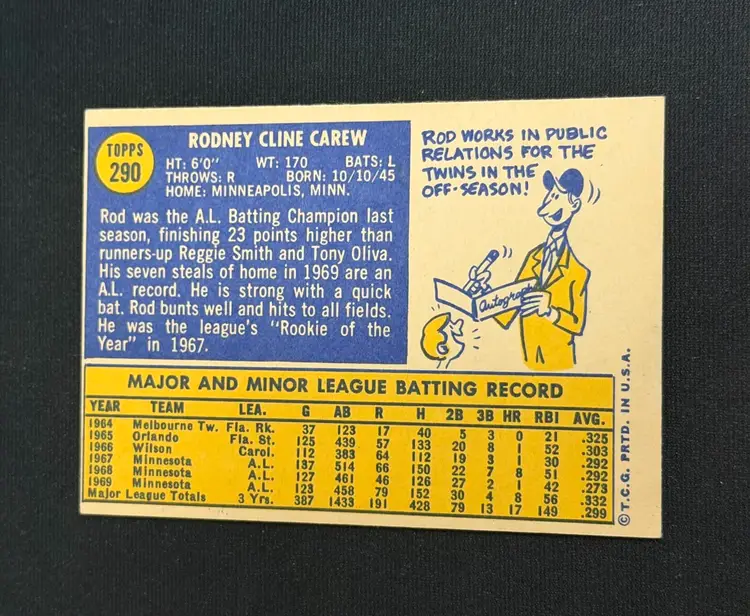 TOPPS
290
RODNEY CLINE CAREW
HT: 6'0" WT: 170 BATS: L
THROWS: R BORN: 10/10/45
HOME: MINNEAPOLIS, MINN.
Rod was the A.L. Batting Champion last
season, finishing 23 points higher than
runners-up Reggie Smith and Tony Oliva.
His seven steals of home in 1969 are an
A.L. record. He is strong with a quick
bat. Rod bunts well and hits to all fields.
He was the league's "Rookie of the
Year" in 1967.
ROD WORKS IN PUBLIC
RELATIONS FOR THE
TWINS IN THE
OFF-SEASON!
Autographs
MAJOR AND MINOR LEAGUE BATTING RECORD
YEAR TEAM LEA. G AB R H 2B 3B HR RBI AVG.
1964 Melbourne Tw. Fla. Rk. 37 123 17 40 5 3 0 21 .325
1965 Orlando Fla. St. 125 439 57 133 20 8 1 52 .303
1966 Wilson Carol. 112 383 64 112 19 3 1 30 .292
1967 Minnesota A.L. 137 514 66 150 22 7 8 51 .292
1968 Minnesota A.L. 127 461 46 126 27 2 1 42 .273
1969 Minnesota A.L. 123 458 79 152 30 4 8 56 .332
Major League Totals 3 Yrs. 387 1433 191 428 79 13 17 149 .299
© T.C.G. PRTD. IN U.S.A.